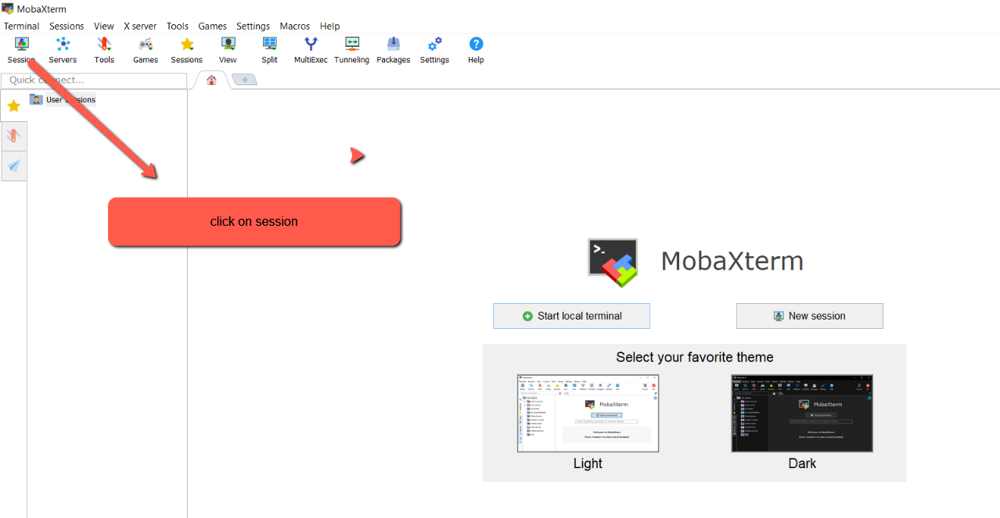 MobaXterm
Terminal Sessions View X server Tools Games Settings Macros Help
Session Servers Tools Games Sessions View Split MultiExec Tunneling Packages Settings Help
Quick connect...
User sessions
click on session
MobaXterm
Start local terminal
New session
Select your favorite theme
MobaXterm
MobaXterm
Light
Dark